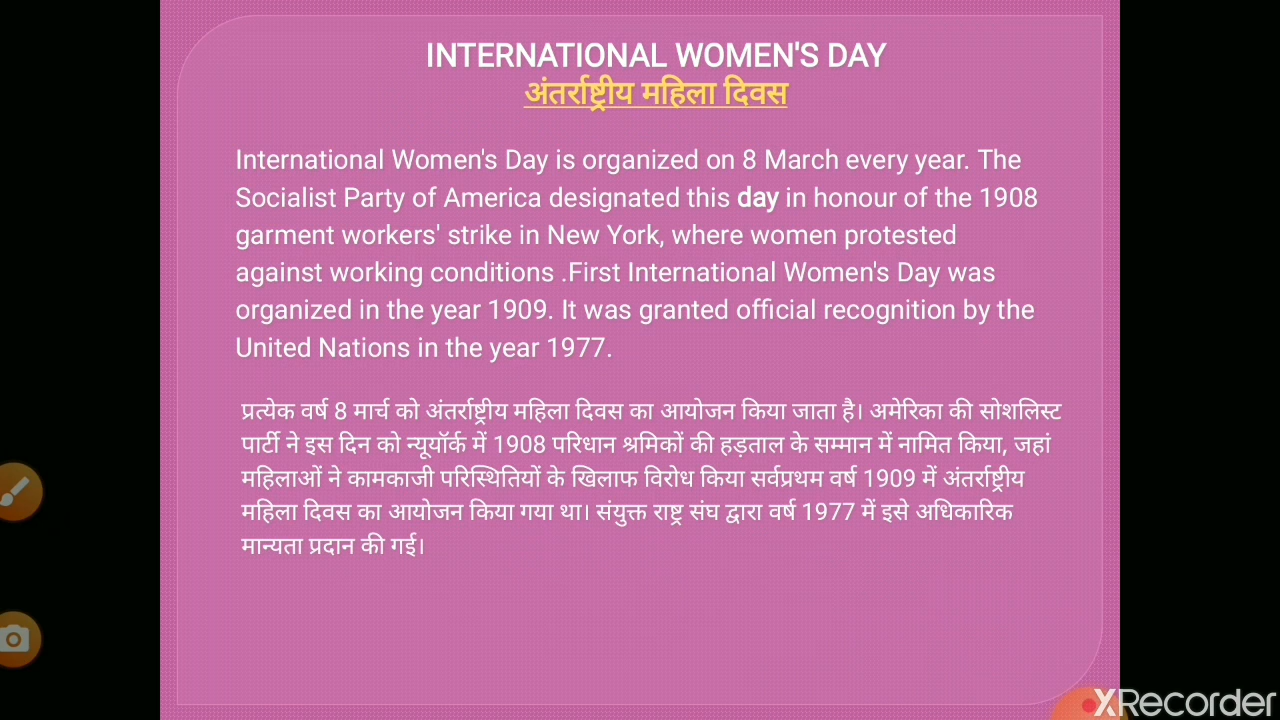 INTERNATIONAL WOMEN'S DAY
अंतर्राष्ट्रीय महिला दिवस
International Women's Day is organized on 8 March every year. The
Socialist Party of America designated this day in honour of the 1908
garment workers' strike in New York, where women protested
against working conditions .First International Women's Day was
organized in the year 1909. It was granted official recognition by the
United Nations in the year 1977.
प्रत्येक वर्ष 8 मार्च को अंतर्राष्ट्रीय महिला दिवस का आयोजन किया जाता है। अमेरिका की सोशलिस्ट
पार्टी ने इस दिन को न्यूयॉर्क में 1908 परिधान श्रमिकों की हड़ताल के सम्मान में नामित किया, जहां
महिलाओं ने कामकाजी परिस्थितियों के खिलाफ विरोध किया सर्वप्रथम वर्ष 1909 में अंतर्राष्ट्रीय
महिला दिवस का आयोजन किया गया था। संयुक्त राष्ट्र संघ द्वारा वर्ष 1977 में इसे अधिकारिक
मान्यता प्रदान की गई।
XRecorder